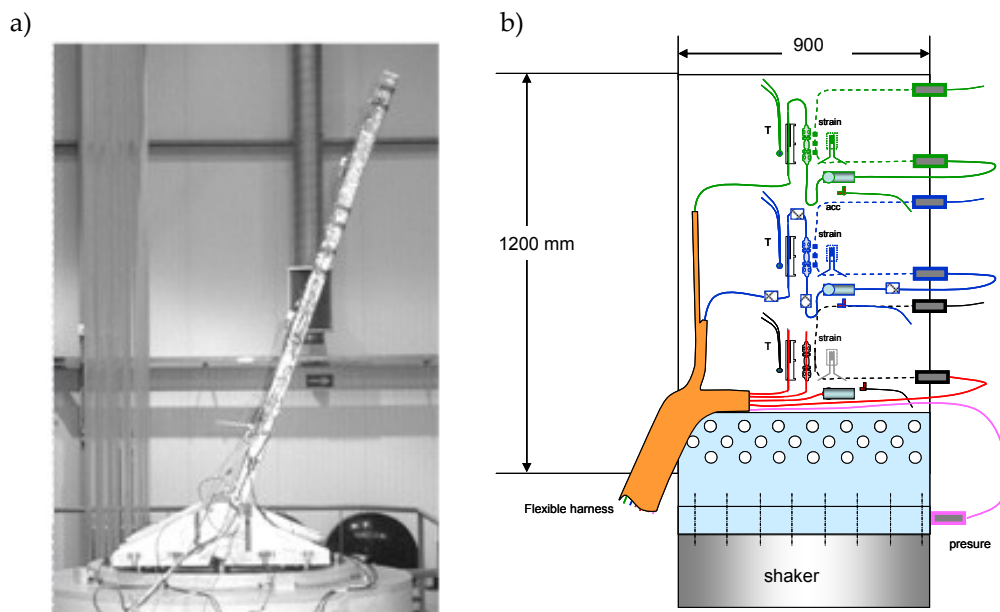 a)
b)
900
1200 mm
T
strain
acc
T
strain
T
strain
Flexible harness
presure
shaker